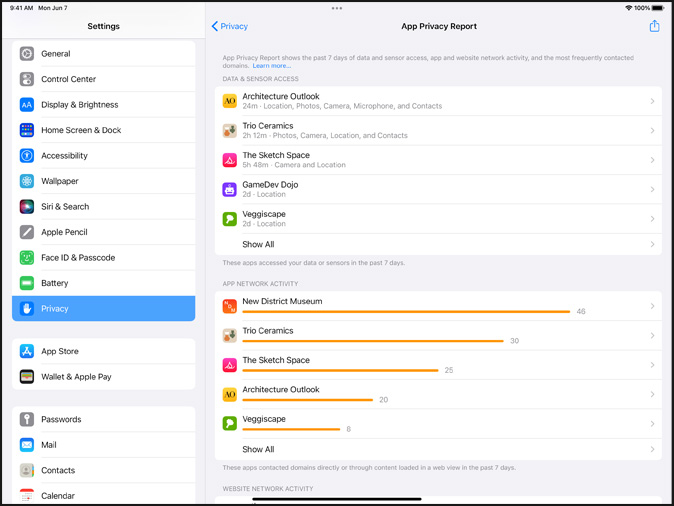 9:41 AM Mon Jun 7
100%
Settings
General
Control Center
AA Display & Brightness
Home Screen & Dock
Accessibility
Wallpaper
Siri & Search
Apple Pencil
Face ID & Passcode
Battery
Privacy
App Store
Wallet & Apple Pay
Passwords
Mail
Contacts
Calendar
Privacy
App Privacy Report
App Privacy Report shows the past 7 days of data and sensor access, app and website network activity, and the most frequently contacted
domains. Learn more...
DATA & SENSOR ACCESS
AO Architecture Outlook
24m · Location, Photos, Camera, Microphone, and Contacts
Trio Ceramics
2h 12m · Photos, Camera, Location, and Contacts
The Sketch Space
5h 48m · Camera and Location
GameDev Dojo
2d · Location
Veggiscape
2d · Location
Show All
These apps accessed your data or sensors in the past 7 days.
APP NETWORK ACTIVITY
New District Museum
46
Trio Ceramics
30
The Sketch Space
25
AO Architecture Outlook
20
Veggiscape
8
Show All
These apps contacted domains directly or through content loaded in a web view in the past 7 days.
WEBSITE NETWORK ACTIVITY